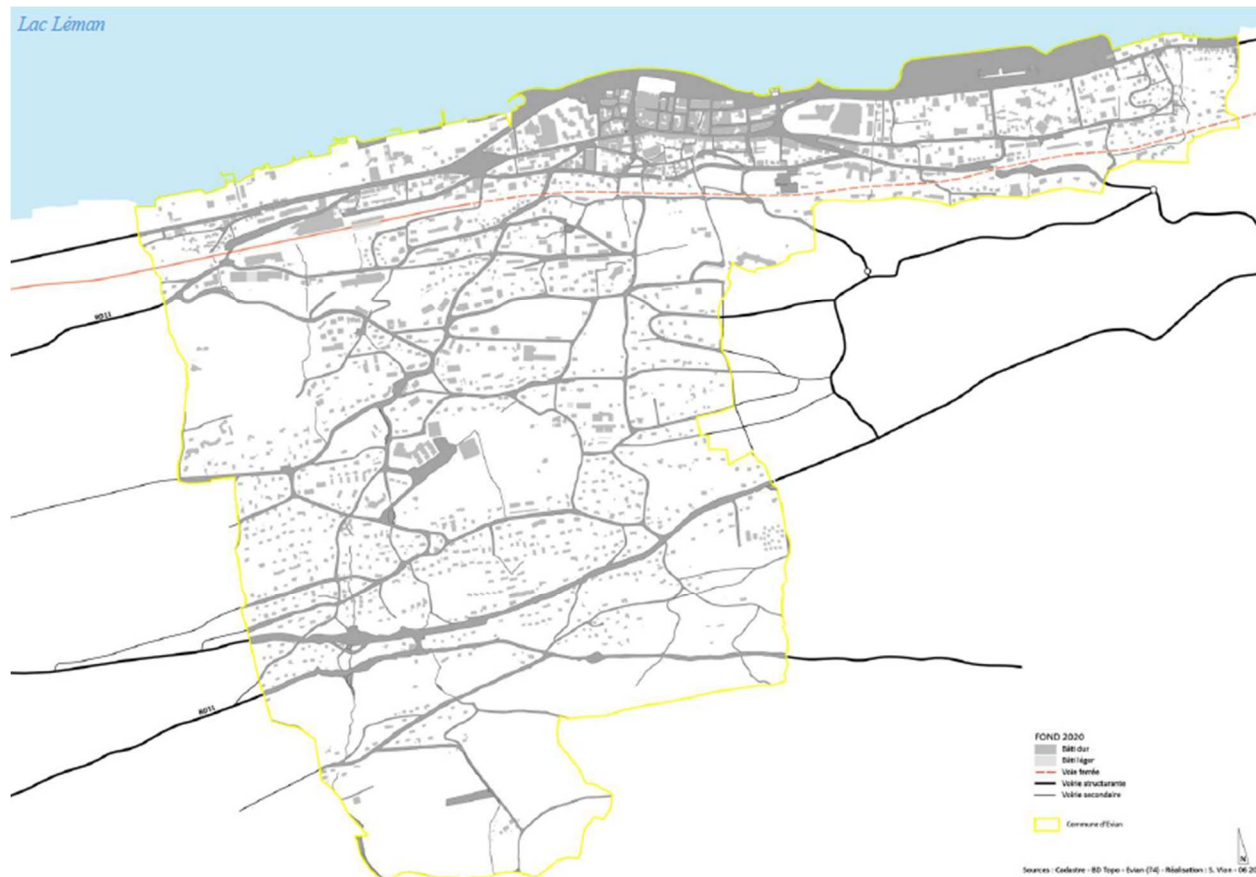 Lac Léman
RD11
RD11
FOND 2020
Bâti dur
Bâti léger
Voie ferrée
Voirie structurante
Voirie secondaire
Commune d'Evian
N
Sources : Cadastre - BD Topo - Evian (74) - Réalisation : S. Vion - 06 20